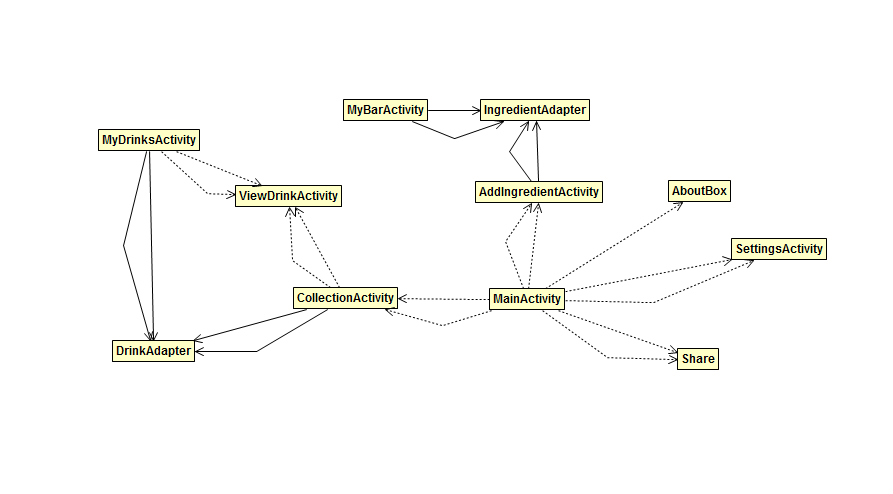 MyBarActivity
IngredientAdapter
MyDrinksActivity
ViewDrinkActivity
AddIngredientActivity
AboutBox
SettingsActivity
CollectionActivity
MainActivity
DrinkAdapter
Share